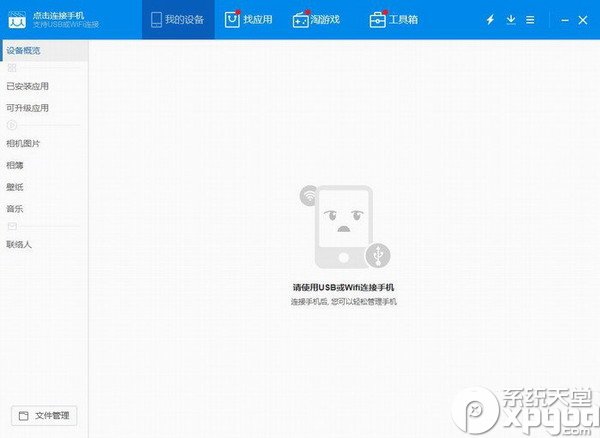 点击连接手机
支持USB或WiFi连接
我的设备
找应用
淘游戏
工具箱
设备概览
已安装应用
可升级应用
相机图片
相簿
壁纸
音乐
联络人
请使用USB或Wifi连接手机
连接手机后, 您可以轻松管理手机
文件管理
系统天堂